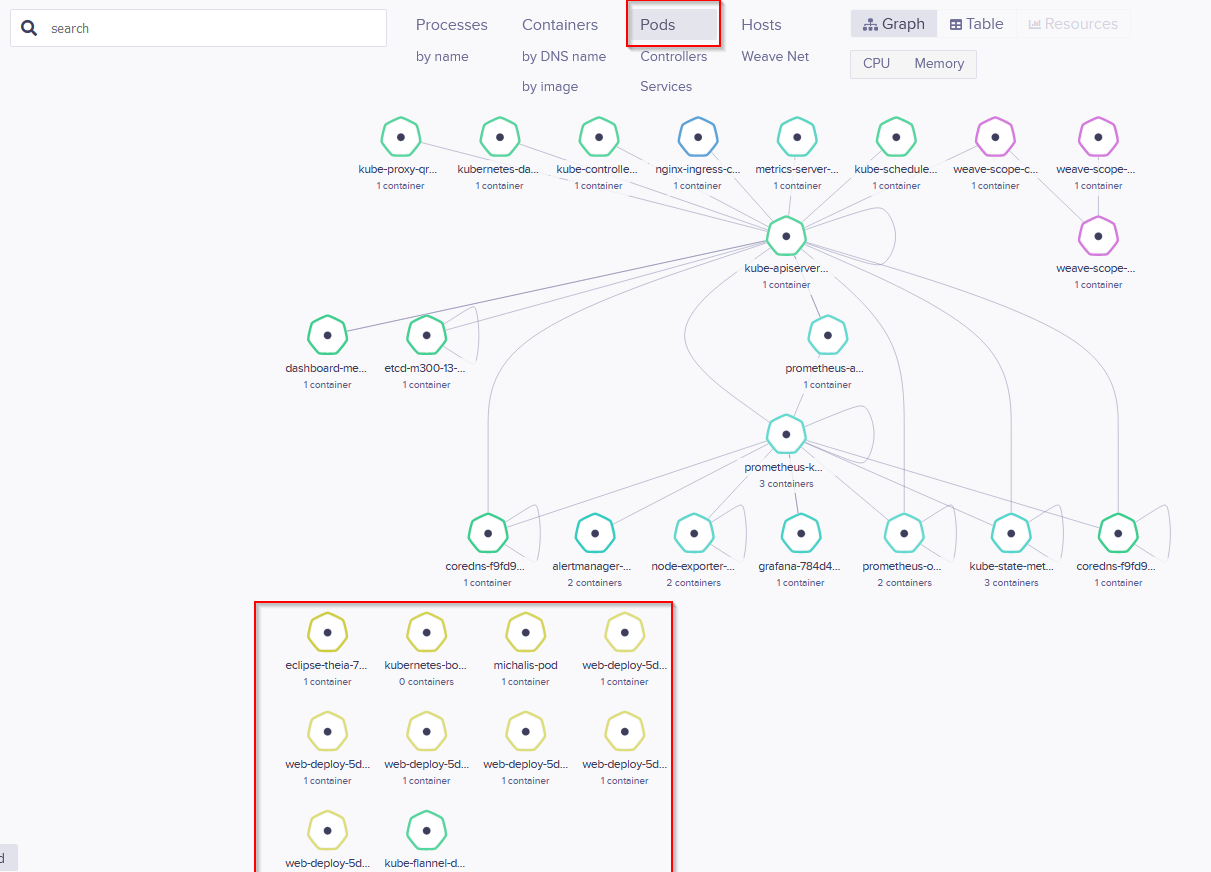 search
Processes
Containers
Pods
Hosts
Graph
Table
Resources
by name
by DNS name
Controllers
Weave Net
CPU
Memory
by image
Services
kube-proxy-qr...
kubernetes-da...
kube-controlle...
nginx-ingress-c...
metrics-server-...
kube-schedule...
weave-scope-c...
weave-scope-...
1 container
1 container
1 container
1 container
1 container
1 container
1 container
1 container
kube-apiserver...
weave-scope-...
1 container
1 container
dashboard-me...
etcd-m300-13-...
prometheus-a...
1 container
1 container
1 container
prometheus-k...
3 containers
coredns-f9fd9...
alertmanager-...
node-exporter-...
grafana-784d4...
prometheus-o...
kube-state-met...
coredns-f9fd9...
1 container
2 containers
2 containers
1 container
2 containers
3 containers
1 container
eclipse-theia-7...
kubernetes-bo...
michalis-pod
web-deploy-5d...
1 container
0 containers
1 container
1 container
web-deploy-5d...
web-deploy-5d...
web-deploy-5d...
web-deploy-5d...
1 container
1 container
1 container
1 container
web-deploy-5d...
kube-flannel-d...